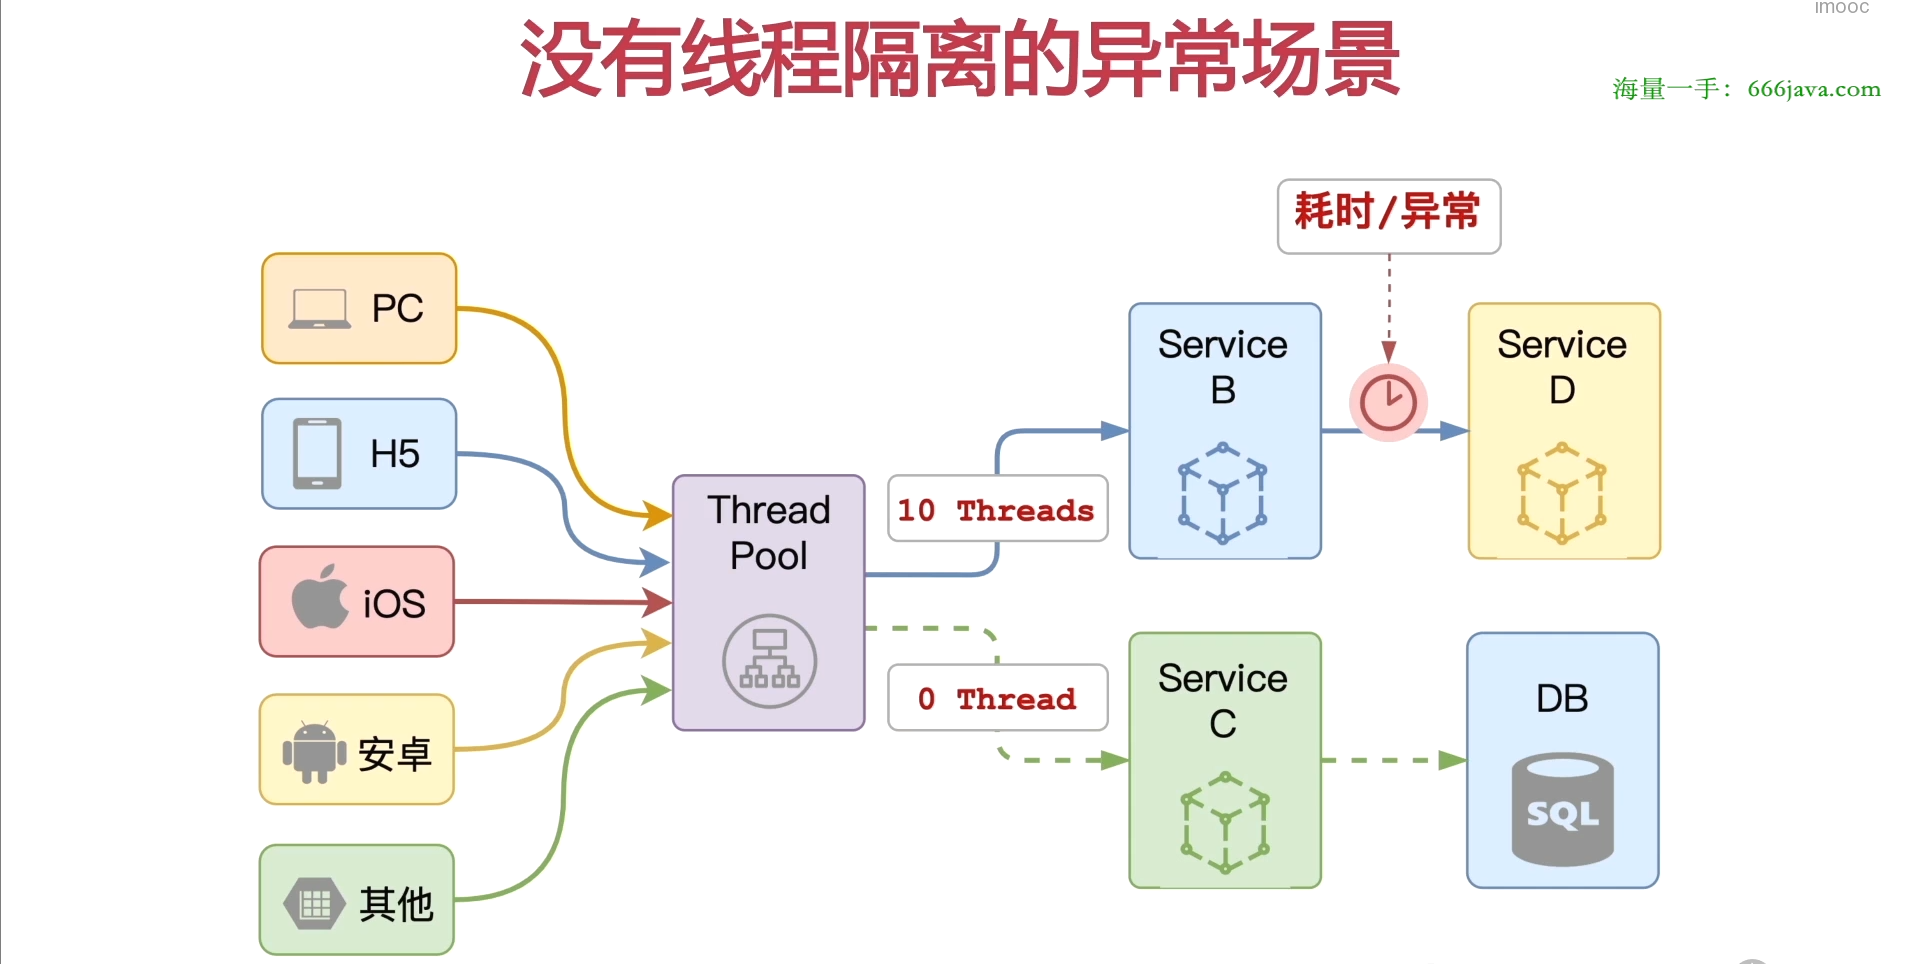 imooc
没有线程隔离的异常场景
海量一手：666java.com
耗时/异常
PC
H5
iOS
安卓
其他
Thread
Pool
10 Threads
0 Thread
Service
B
Service
D
Service
C
DB
SQL